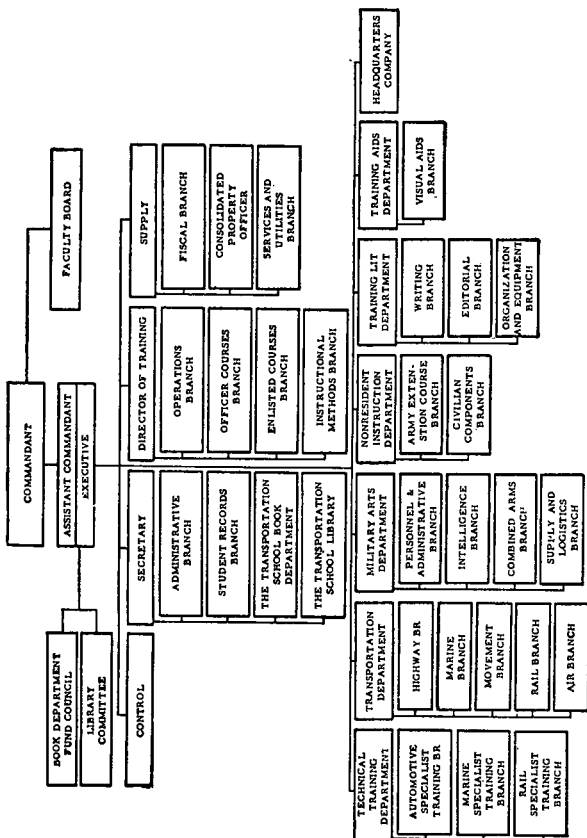 COMMANDANT
FACULTY BOARD
ASSISTANT COMMANDANT
EXECUTIVE
BOOK DEPARTMENT
FUND COUNCIL
LIBRARY
COMMITTEE
CONTROL
SECRETARY
ADMINISTRATIVE
BRANCH
STUDENT RECORDS
BRANCH
THE TRANSPORTATION
SCHOOL BOOK
DEPARTMENT
THE TRANSPORTATION
SCHOOL LIBRARY
DIRECTOR OF TRAINING
OPERATIONS
BRANCH
OFFICER COURSES
BRANCH
ENLISTED COURSES
BRANCH
INSTRUCTIONAL
METHODS BRANCH
SUPPLY
FISCAL BRANCH
CONSOLIDATED
PROPERTY
OFFICER
SERVICES AND
UTILITIES
BRANCH
TECHNICAL
TRAINING
DEPARTMENT
AUTOMOTIVE
SPECIALIST
TRAINING BR
MARINE
SPECIALIST
TRAINING
BRANCH
RAIL
SPECIALIST
TRAINING
BRANCH
TRANSPORTATION
DEPARTMENT
HIGHWAY BR
MARINE
BRANCH
MOVEMENT
BRANCH
RAIL BRANCH
AIR BRANCH
MILITARY ARTS
DEPARTMENT
PERSONNEL &
ADMINISTRATIVE
BRANCH
INTELLIGENCE
BRANCH
COMBINED ARMS
BRANCH
SUPPLY AND
LOGISTICS
BRANCH
NONRESIDENT
INSTRUCTION
DEPARTMENT
ARMY EXTEN-
STION COURSE
BRANCH
CIVILIAN
COMPONENTS
BRANCH
TRAINING LIT
DEPARTMENT
WRITING
BRANCH
EDITORIAL
BRANCH
ORGANIZATION
AND EQUIPMENT
BRANCH
TRAINING AIDS
DEPARTMENT
VISUAL AIDS
BRANCH
HEADQUARTERS
COMPANY